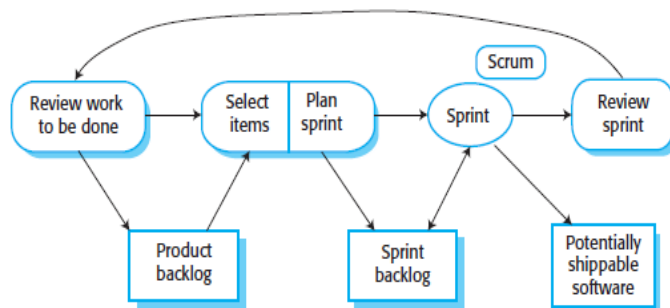 Scrum
Review work
to be done
Select
items
Plan
sprint
Sprint
Review
sprint
Product
backlog
Sprint
backlog
Potentially
shippable
software